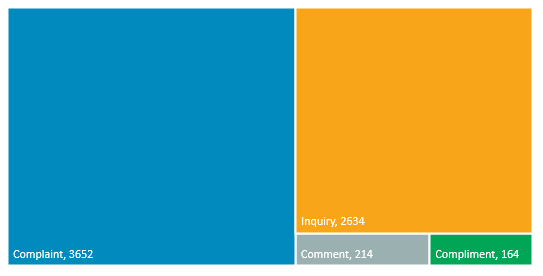 Complaint, 3652
Inquiry, 2634
Comment, 214
Compliment, 164